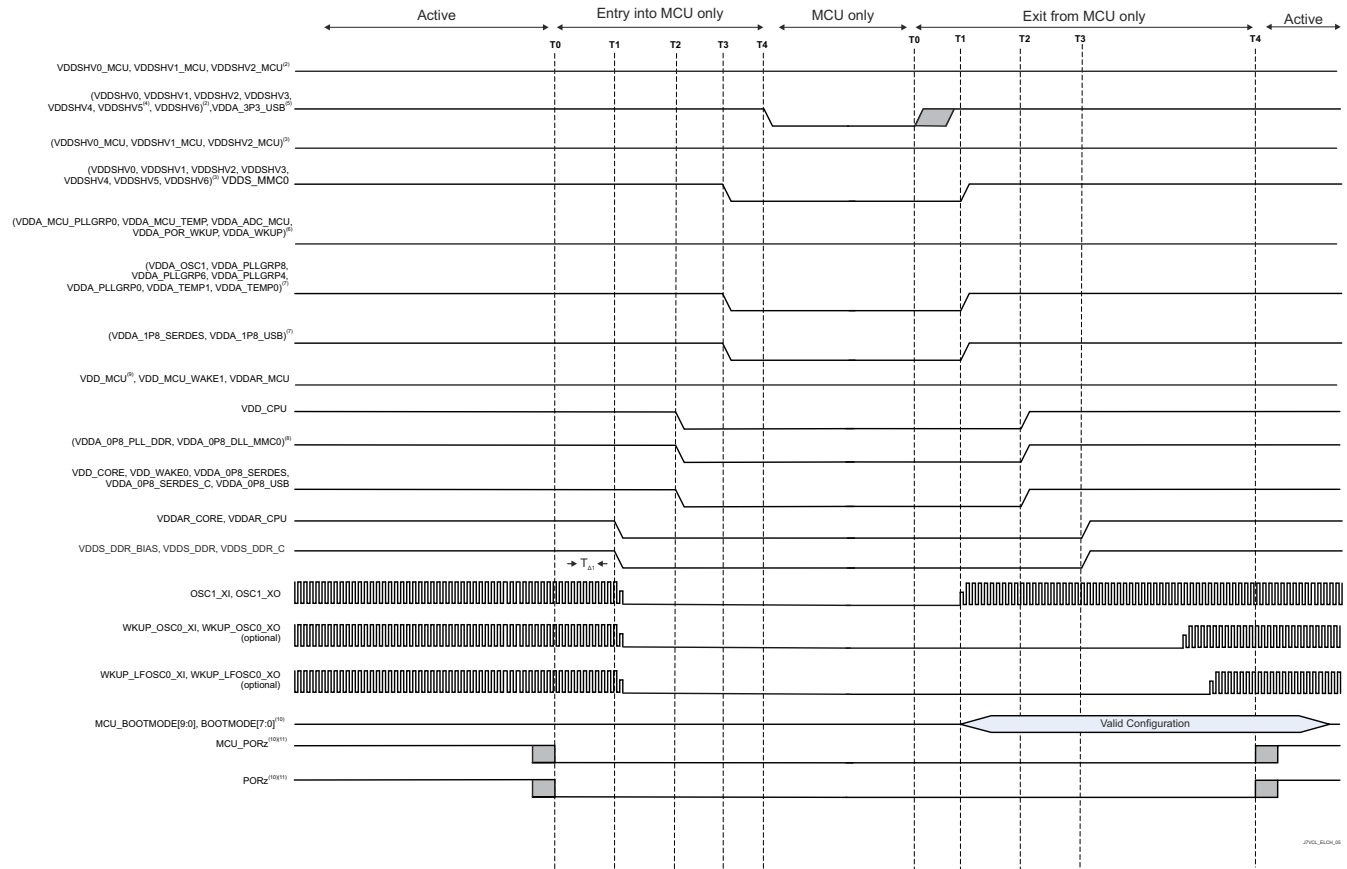 Active
Entry into MCU only
MCU only
Exit from MCU only
Active
T0
T1
T2
T3
T4
T0
T1
T2
T3
T4
VDDSHV0_MCU, VDDSHV1_MCU, VDDSHV2_MCU(2)
(VDDSHV0, VDDSHV1, VDDSHV2, VDDSHV3,
VDDSHV4, VDDSHV5(4), VDDSHV6)(2),VDDA_3P3_USB(5)
(VDDSHV0_MCU, VDDSHV1_MCU, VDDSHV2_MCU)(3)
(VDDSHV0, VDDSHV1, VDDSHV2, VDDSHV3,
VDDSHV4, VDDSHV5, VDDSHV6)(3) VDDS_MMC0
(VDDA_MCU_PLLGRP0, VDDA_MCU_TEMP, VDDA_ADC_MCU,
VDDA_POR_WKUP, VDDA_WKUP)(6)
(VDDA_OSC1, VDDA_PLLGRP8,
VDDA_PLLGRP6, VDDA_PLLGRP4,
VDDA_PLLGRP0, VDDA_TEMP1, VDDA_TEMP0)(7)
(VDDA_1P8_SERDES, VDDA_1P8_USB)(7)
VDD_MCU(9), VDD_MCU_WAKE1, VDDAR_MCU
VDD_CPU
(VDDA_0P8_PLL_DDR, VDDA_0P8_DLL_MMC0)(8)
VDD_CORE, VDD_WAKE0, VDDA_0P8_SERDES,
VDDA_0P8_SERDES_C, VDDA_0P8_USB
VDDAR_CORE, VDDAR_CPU
VDDS_DDR_BIAS, VDDS_DDR, VDDS_DDR_C
TΔ1
OSC1_XI, OSC1_XO
WKUP_OSC0_XI, WKUP_OSC0_XO
(optional)
WKUP_LFOSC0_XI, WKUP_LFOSC0_XO
(optional)
MCU_BOOTMODE[9:0], BOOTMODE[7:0](10)
Valid Configuration
MCU_PORz(10)(11)
PORz(10)(11)
J7VCL_ELCH_05